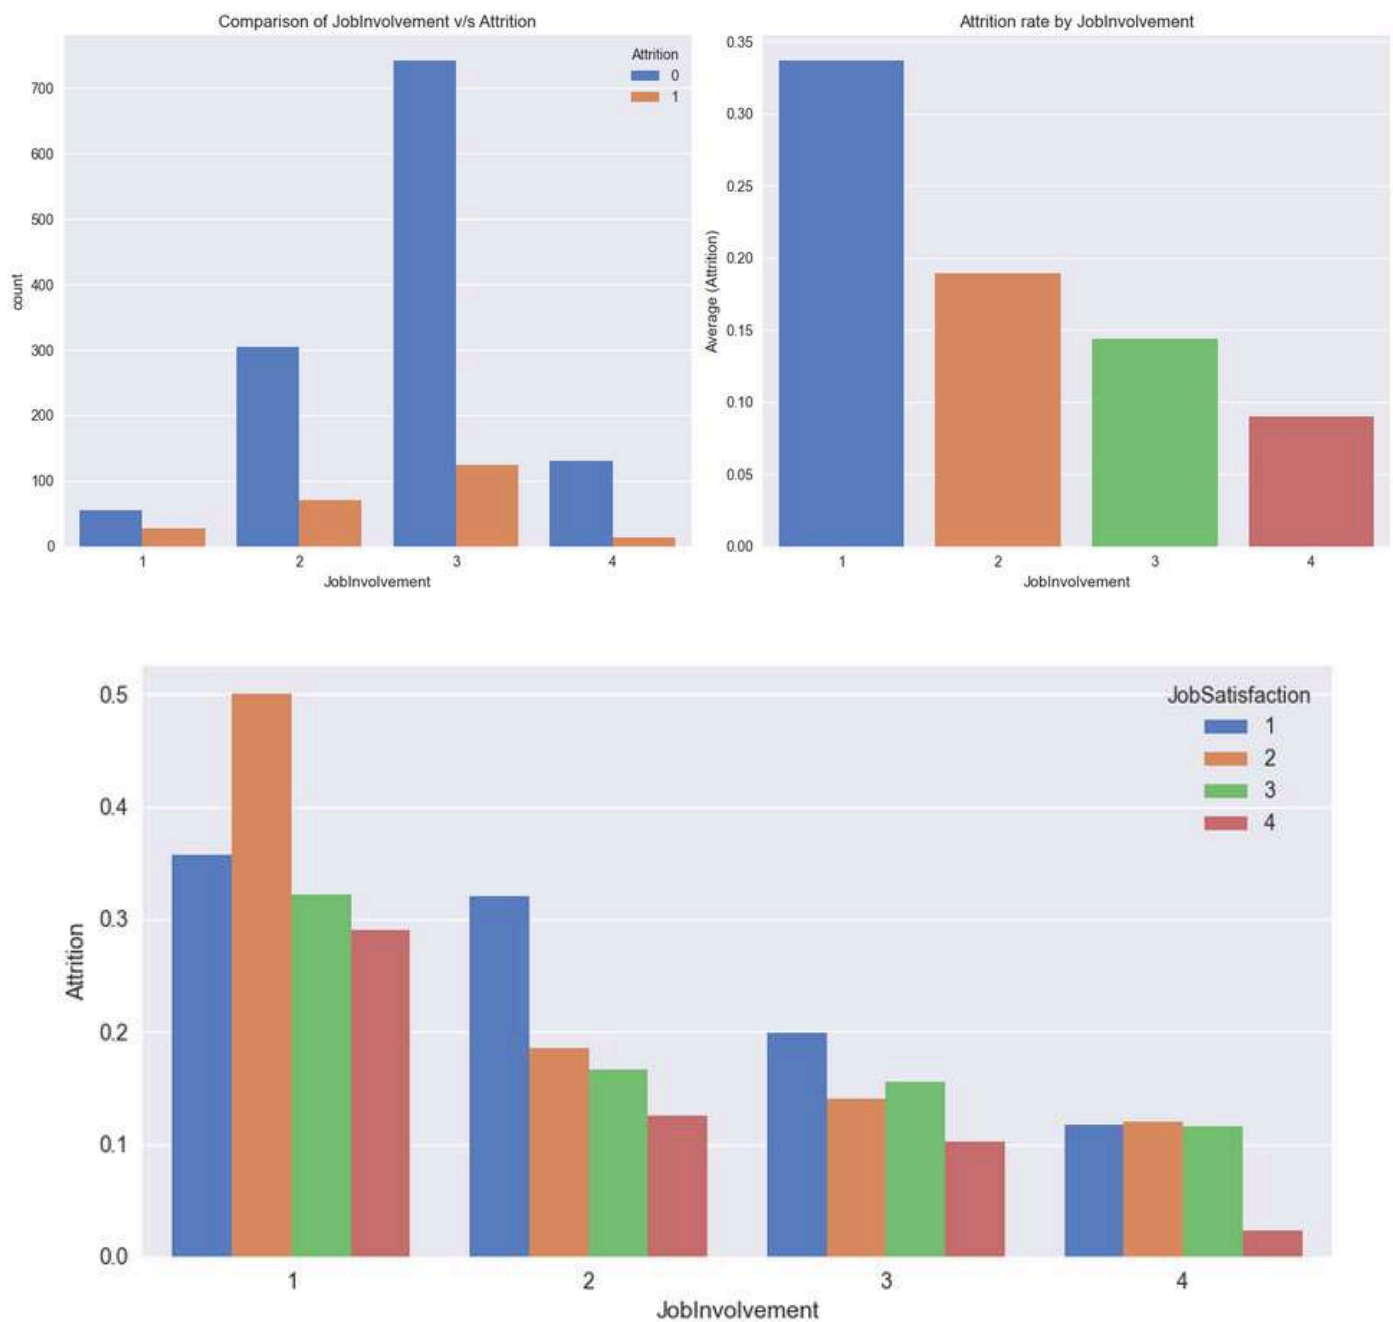 Comparison of JobInvolvement v/s Attrition
Attrition
0
1
700
600
500
400
300
200
100
0
count
1 2 3 4
JobInvolvement
Attrition rate by JobInvolvement
0.35
0.30
0.25
0.20
0.15
0.10
0.05
0.00
Average (Attrition)
1 2 3 4
JobInvolvement
JobSatisfaction
1
2
3
4
0.5
0.4
0.3
0.2
0.1
0.0
Attrition
1 2 3 4
JobInvolvement